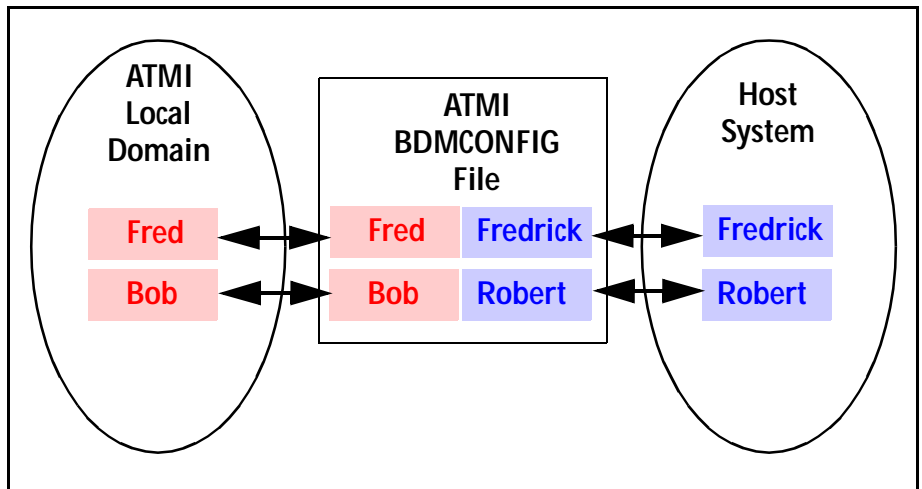 ATMI
Local
Domain
ATMI
BDMCONFIG
File
Host
System
Fred
Fred
Fredrick
Fredrick
Bob
Bob
Robert
Robert